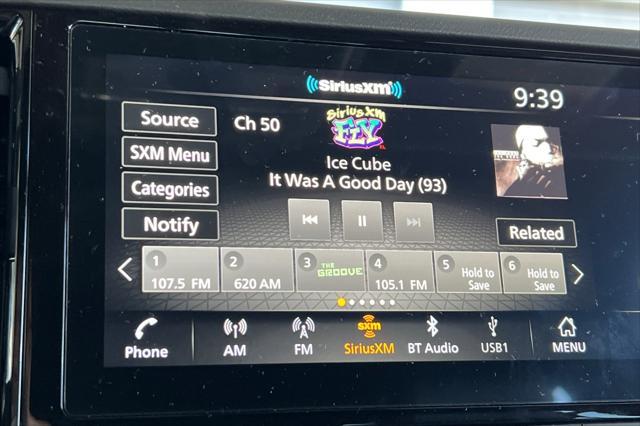 SiriusXM
9:39
Source
Ch 50
SiriusXM
FLY
XL
SXM Menu
Ice Cube
Categories
It Was A Good Day (93)
Notify
Related
1
107.5 FM
2
620 AM
3
THE GROOVE
4
105.1 FM
5
Hold to
Save
6
Hold to
Save
Phone
AM
FM
sxm
SiriusXM
BT Audio
USB1
MENU